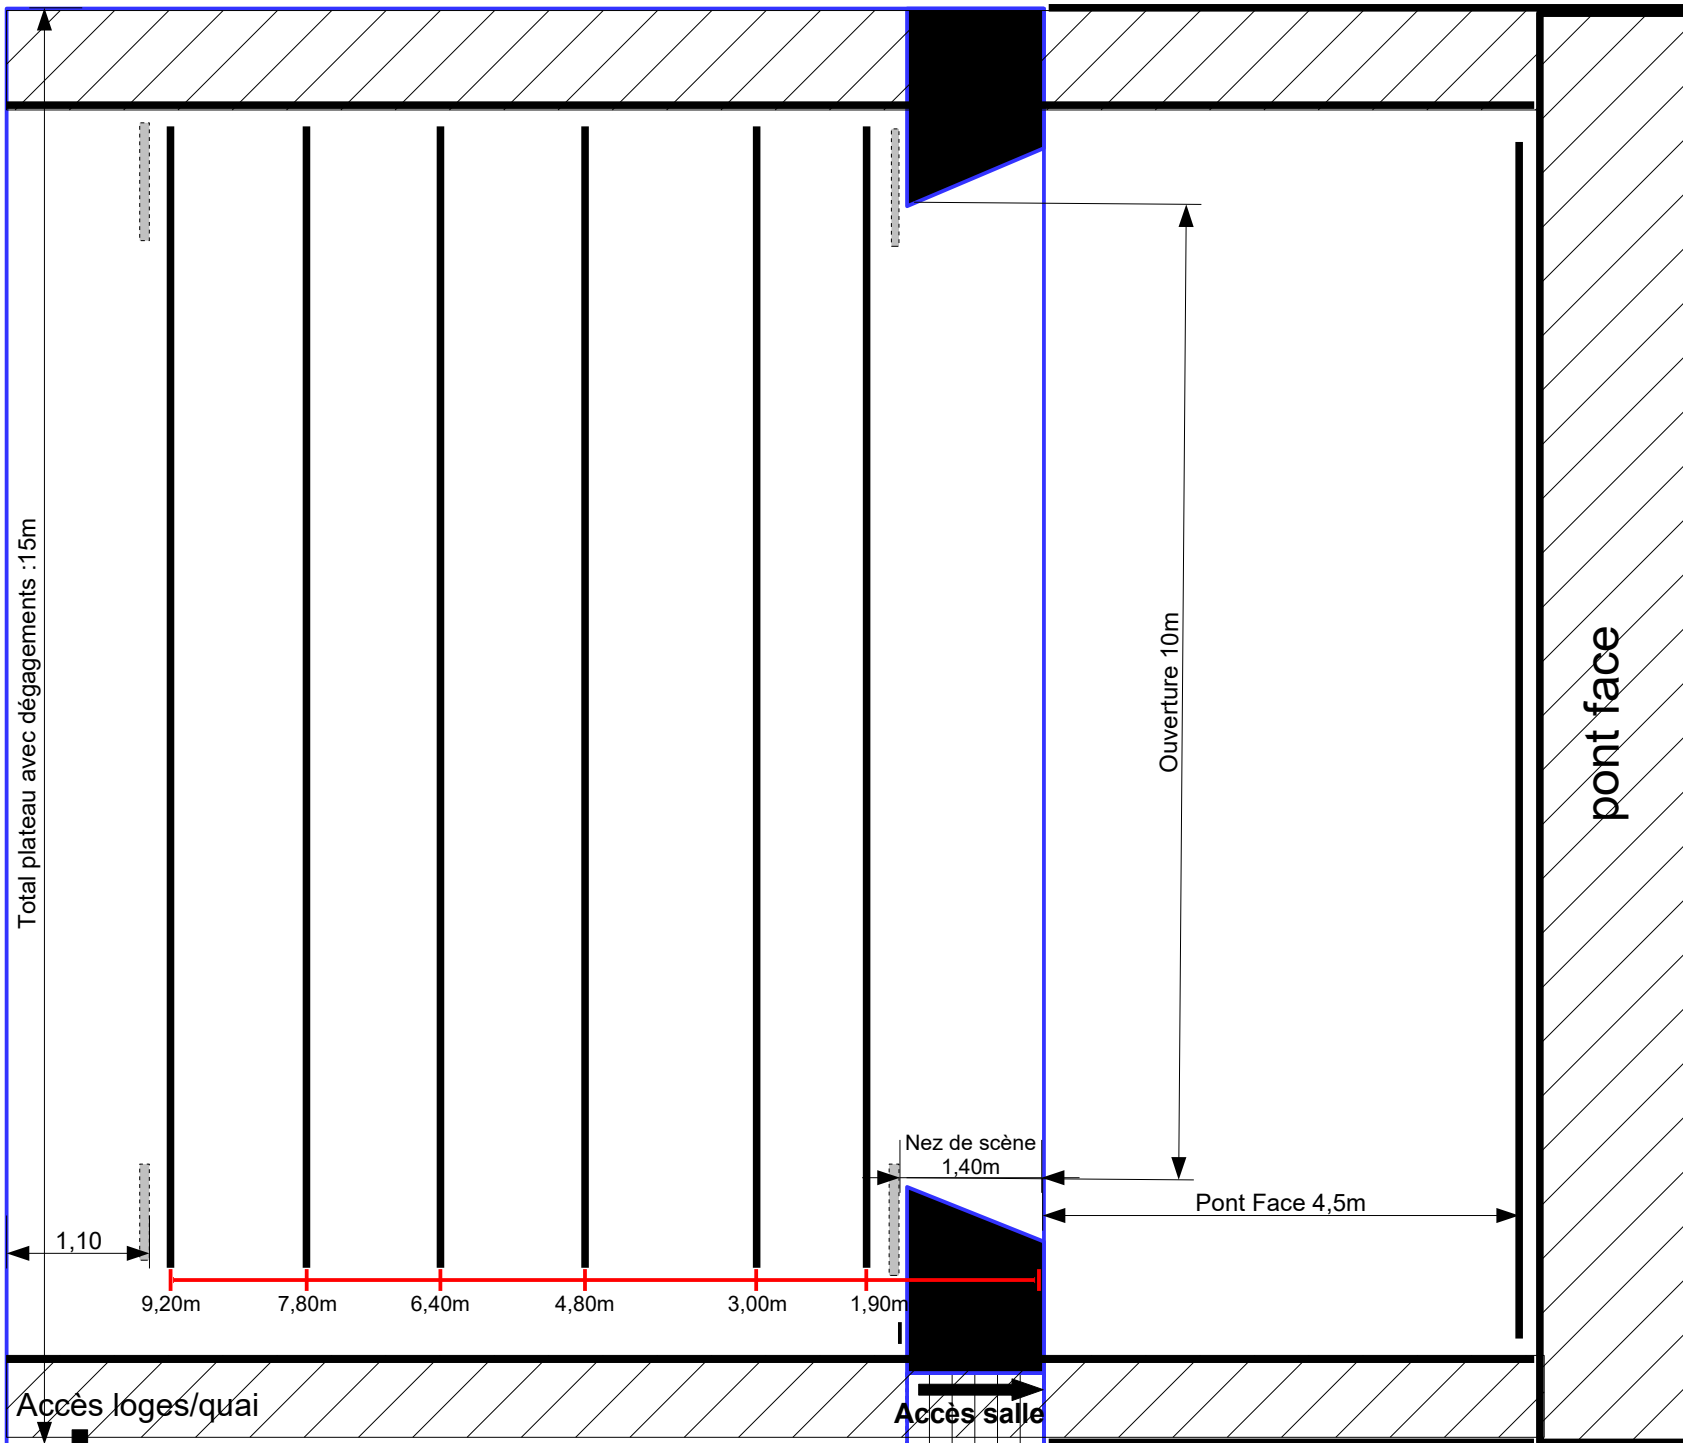 Total plateau avec dégagements :15m
Ouverture 10m
pont face
Nez de scène
1,40m
Pont Face 4,5m
1,10
9,20m
7,80m
6,40m
4,80m
3,00m
1,90m
Accès loges/quai
Accès salle